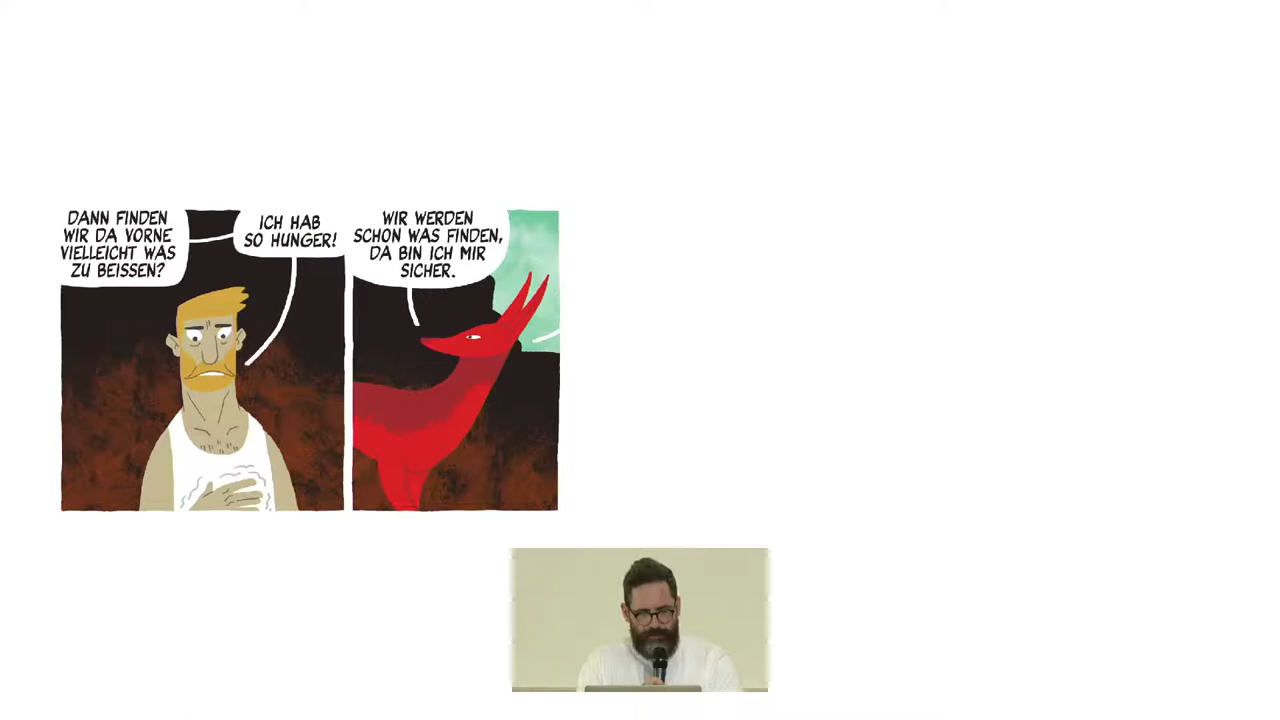 DANN FINDEN
WIR DA VORNE
VIELLEICHT WAS
ZU BEISSEN?
ICH HAB
SO HUNGER!
WIR WERDEN
SCHON WAS FINDEN,
DA BIN ICH MIR
SICHER.